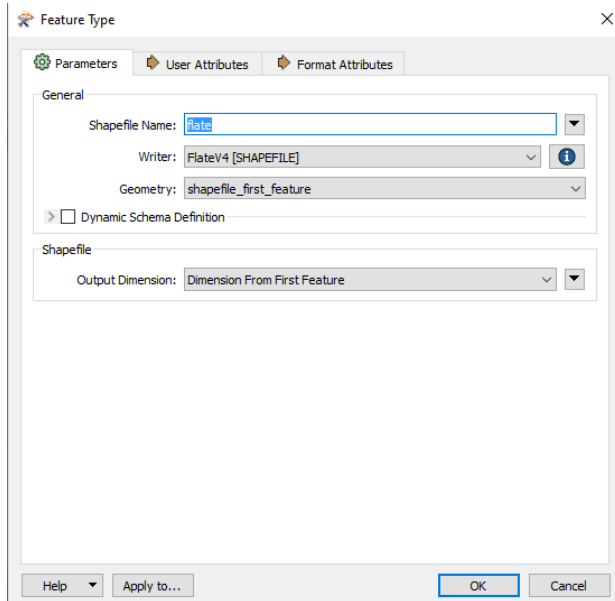 Feature Type
Parameters User Attributes Format Attributes
General
Shapefile Name: flate
Writer: FlateV4 [SHAPEFILE]
Geometry: shapefile_first_feature
Dynamic Schema Definition
Shapefile
Output Dimension: Dimension From First Feature
Help Apply to... OK Cancel